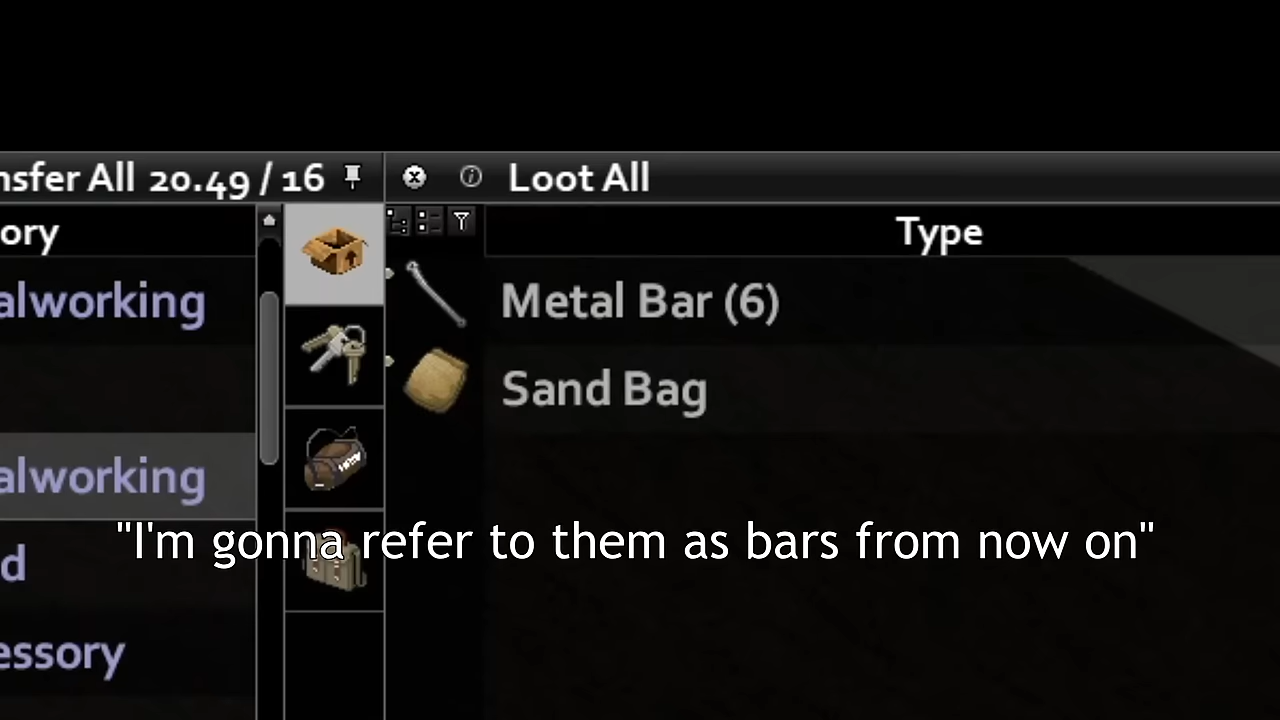 nsfer All 20.49 / 16 Loot All
ory Type
alworking Metal Bar (6)
Sand Bag
alworking
"I'm gonna refer to them as bars from now on"
d
essory